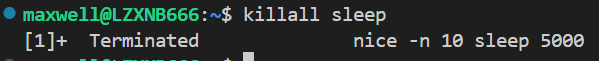 maxwell@LZXNB666:~$ killall sleep
[1]+  Terminated              nice -n 10 sleep 5000